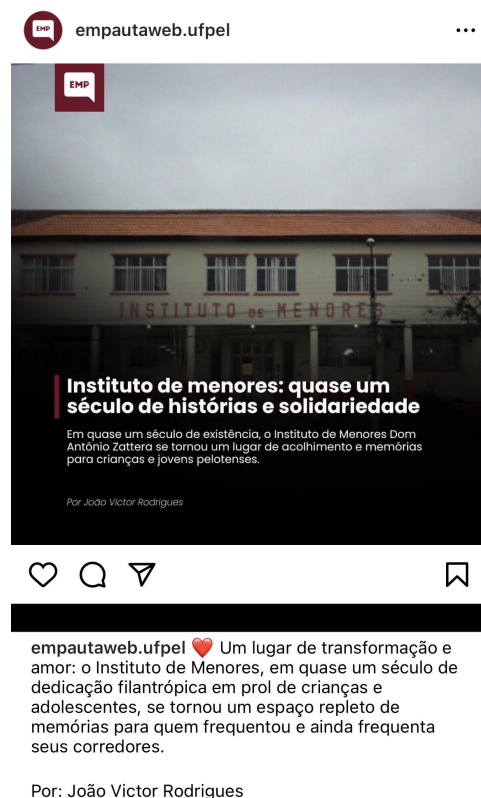 EMP
empautaweb.ufpel
EMP
INSTITUTO DE MENORES
Instituto de menores: quase um
século de histórias e solidariedade
Em quase um século de existência, o Instituto de Menores Dom
Antônio Zattera se tornou um lugar de acolhimento e memórias
para crianças e jovens pelotenses.
Por João Victor Rodrigues
empautaweb.ufpel ❤️ Um lugar de transformação e
amor: o Instituto de Menores, em quase um século de
dedicação filantrópica em prol de crianças e
adolescentes, se tornou um espaço repleto de
memórias para quem frequentou e ainda frequenta
seus corredores.
Por: João Victor Rodrigues